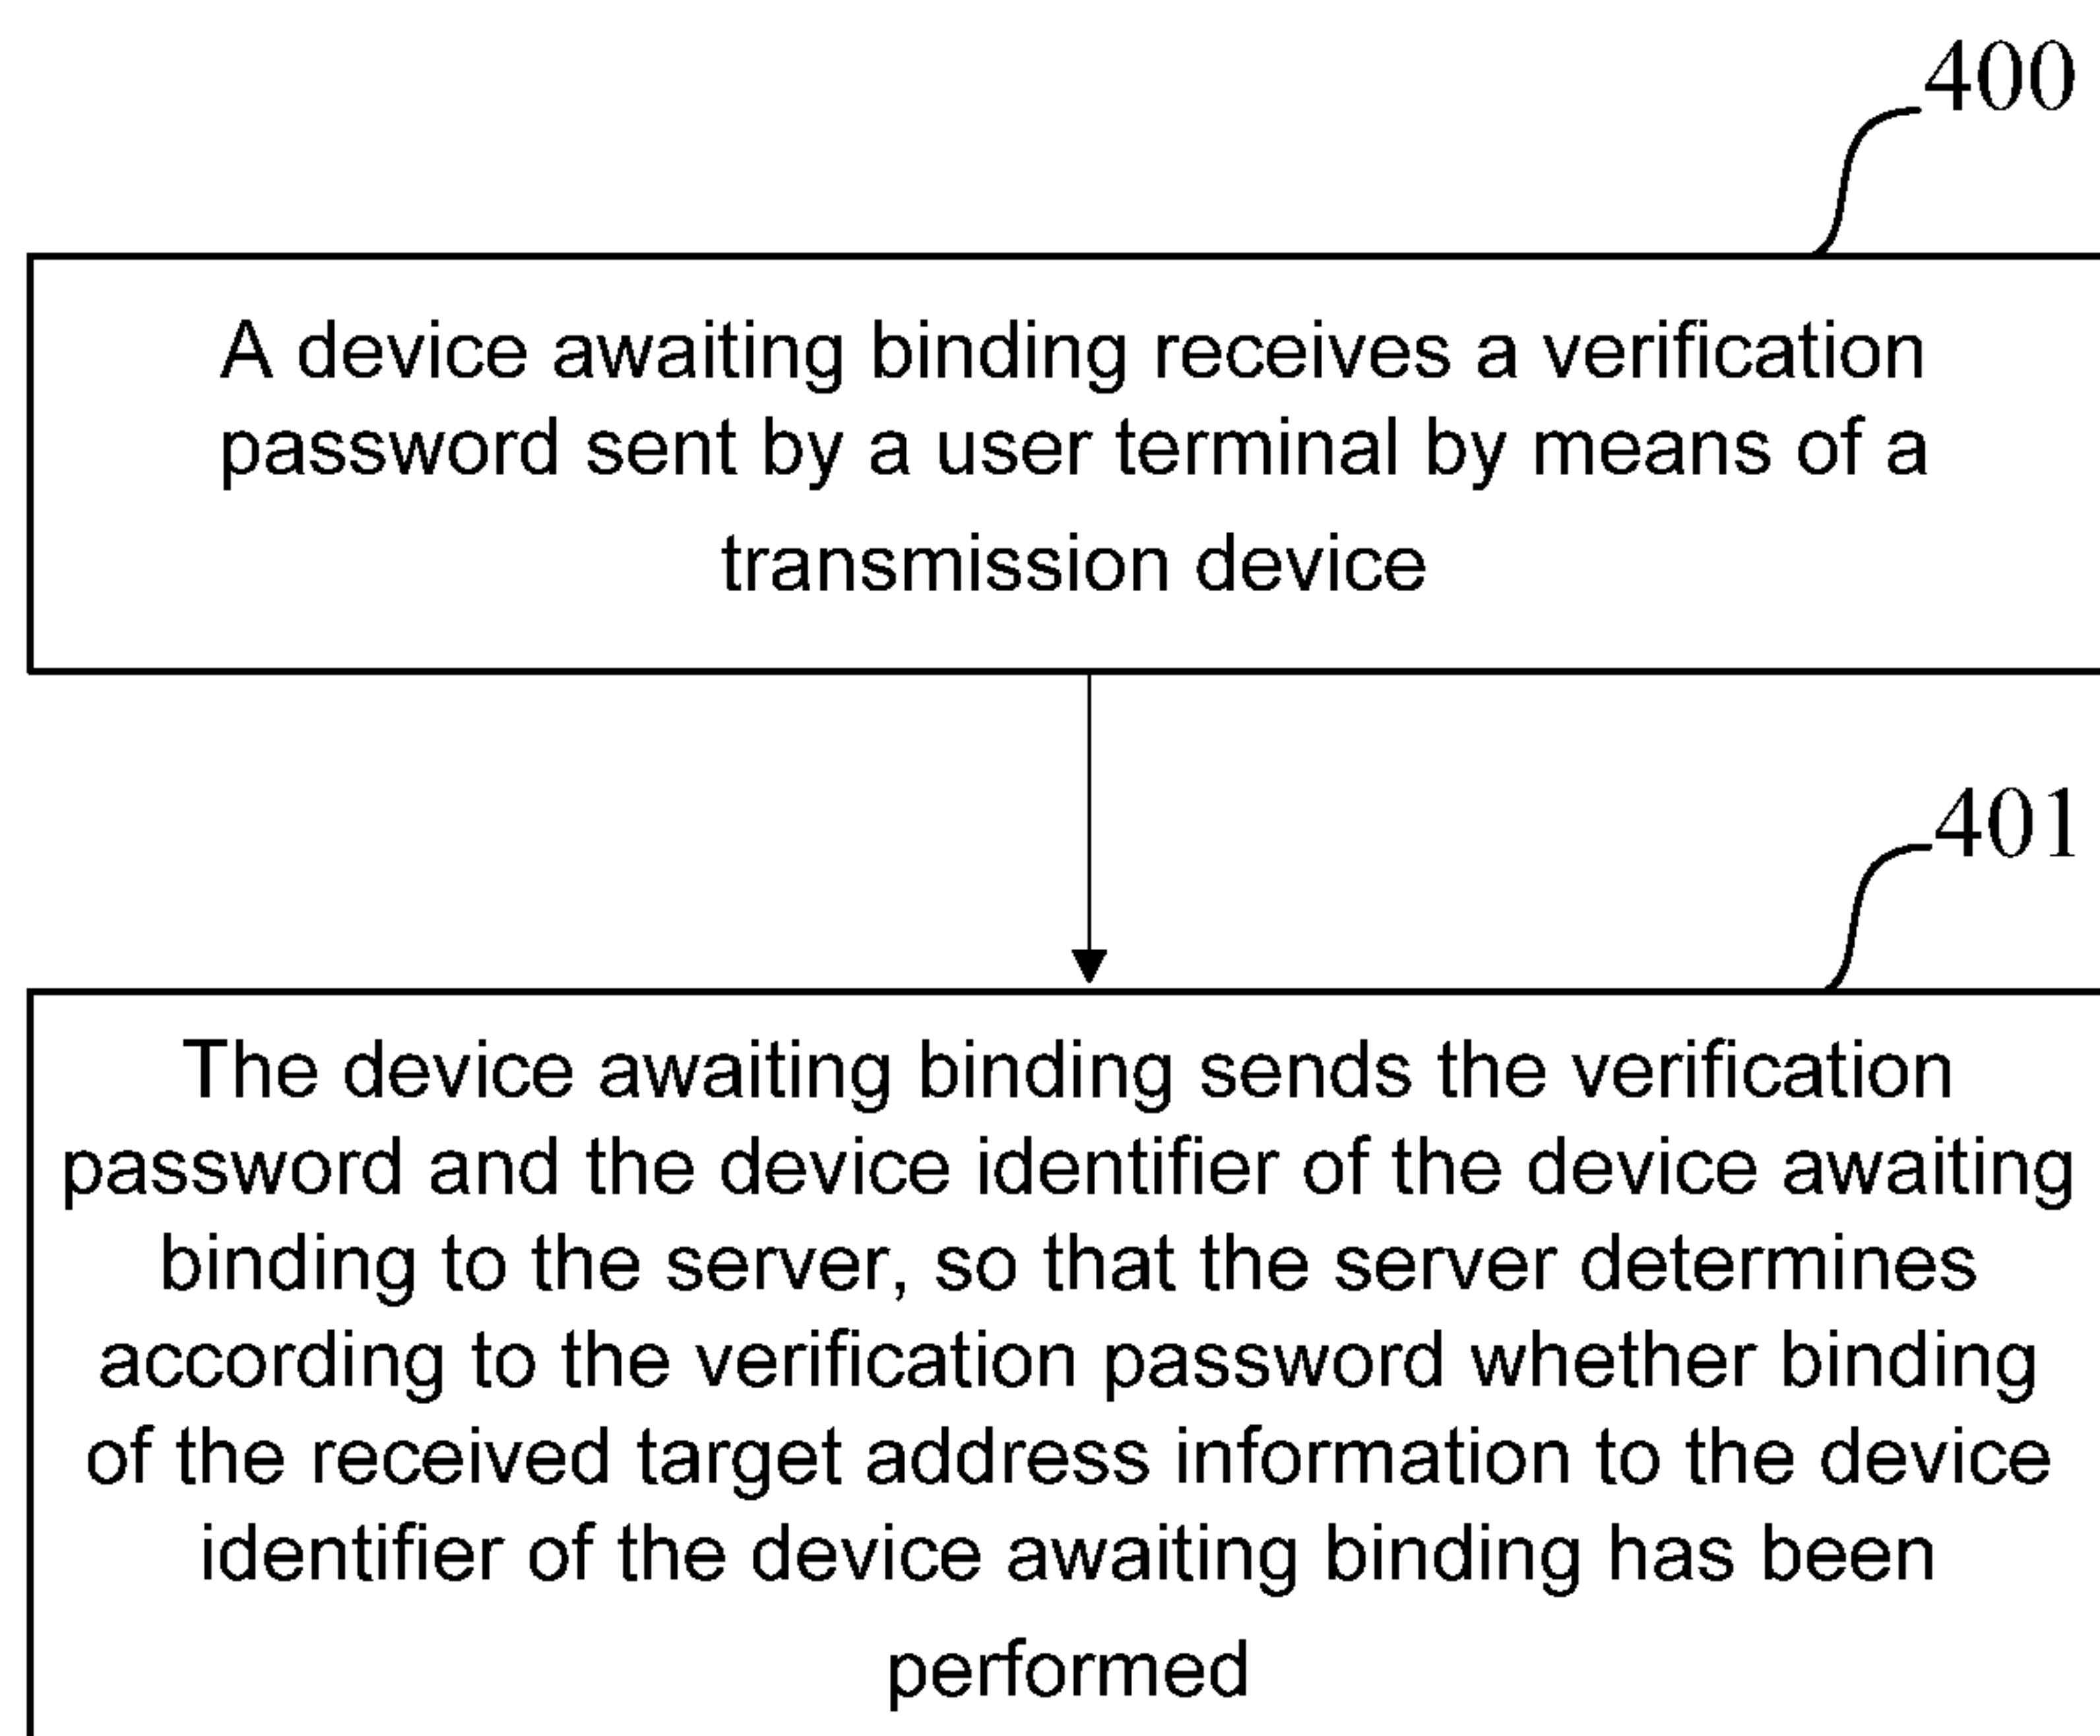 400
A device awaiting binding receives a verification
password sent by a user terminal by means of a
transmission device
401
The device awaiting binding sends the verification
password and the device identifier of the device awaiting
binding to the server, so that the server determines
according to the verification password whether binding
of the received target address information to the device
identifier of the device awaiting binding has been
performed